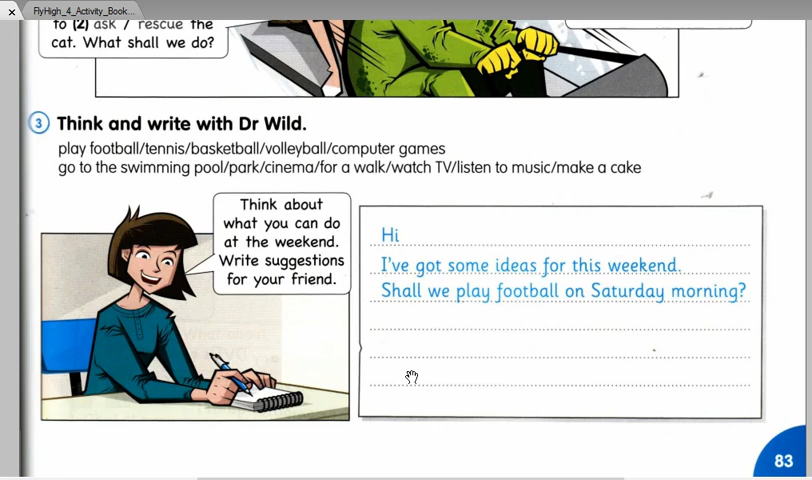 FlyHigh_4_Activity_Book...
to (2) ask / rescue the
cat. What shall we do?
3 Think and write with Dr Wild.
play football/tennis/basketball/volleyball/computer games
go to the swimming pool/park/cinema/for a walk/watch TV/listen to music/make a cake
Think about
what you can do
at the weekend.
Write suggestions
for your friend.
Hi
I've got some ideas for this weekend.
Shall we play football on Saturday morning?
83